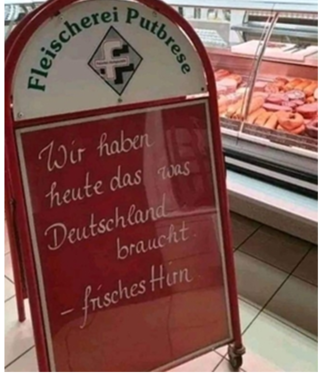 Fleischerei Putbrese
Wir haben
heute das was
Deutschland
braucht.
- frisches Hirn